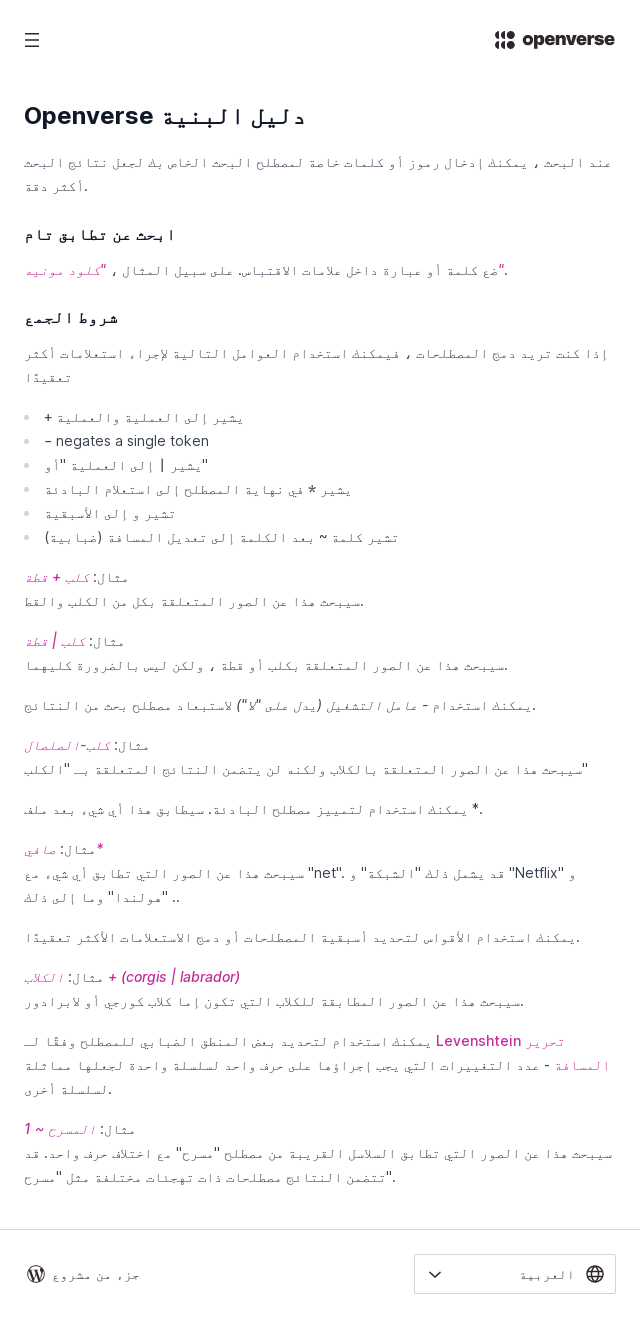 openverse
دليل البنية Openverse
عند البحث ، يمكنك إدخال رموز أو كلمات خاصة لمصطلح البحث الخاص بك لجعل نتائج البحث
أكثر دقة.
ابحث عن تطابق تام
ضع كلمة أو عبارة داخل علامات الاقتباس. على سبيل المثال ، "كلود مونيه".
شروط الجمع
إذا كنت تريد دمج المصطلحات ، فيمكنك استخدام العوامل التالية لإجراء استعلامات أكثر
تعقيدًا
+ يشير إلى العملية والعملية
− negates a single token
يشير | إلى العملية "أو"
يشير * في نهاية المصطلح إلى استعلام البادئة
تشير و إلى الأسبقية
تشير كلمة ~ بعد الكلمة إلى تعديل المسافة (ضبابية)
مثال: كلب + قطة
سيبحث هذا عن الصور المتعلقة بكل من الكلب والقط.
مثال: كلب | قطة
سيبحث هذا عن الصور المتعلقة بكلب أو قطة ، ولكن ليس بالضرورة كليهما.
يمكنك استخدام - عامل التشغيل (يدل على "لا") لاستبعاد مصطلح بحث من النتائج.
مثال: كلب-الصلصال
سيبحث هذا عن الصور المتعلقة بالكلاب ولكنه لن يتضمن النتائج المتعلقة بـ "الكلب"
يمكنك استخدام لتمييز مصطلح البادئة. سيطابق هذا أي شيء بعد ملف *.
مثال: صافي*
سيبحث هذا عن الصور التي تطابق أي شيء مع "net". قد يشمل ذلك "الشبكة" و "Netflix" و
"هولندا" وما إلى ذلك ..
يمكنك استخدام الأقواس لتحديد أسبقية المصطلحات أو دمج الاستعلامات الأكثر تعقيدًا.
مثال: الكلاب + (corgis | labrador)
سيبحث هذا عن الصور المطابقة للكلاب التي تكون إما كلاب كورجي أو لابرادور.
يمكنك استخدام لتحديد بعض المنطق الضبابي للمصطلح وفقًا لـ Levenshtein تحرير
المسافة - عدد التغييرات التي يجب إجراؤها على حرف واحد لسلسلة واحدة لجعلها مماثلة
لسلسلة أخرى.
مثال: المسرح ~ 1
سيبحث هذا عن الصور التي تطابق السلاسل القريبة من مصطلح "مسرح" مع اختلاف حرف واحد. قد
تتضمن النتائج مصطلحات ذات تهجئات مختلفة مثل "مسرح".
جزء من مشروع
العربية